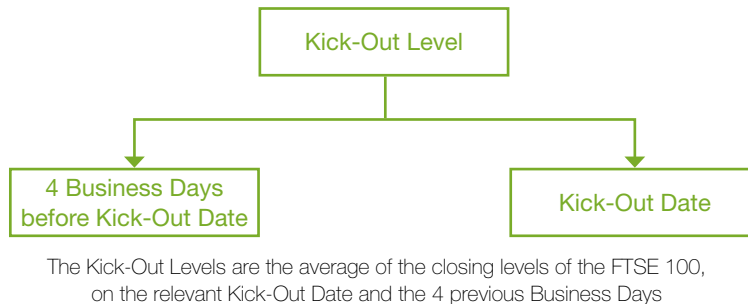 Kick-Out Level
4 Business Days
before Kick-Out Date
Kick-Out Date
The Kick-Out Levels are the average of the closing levels of the FTSE 100,
on the relevant Kick-Out Date and the 4 previous Business Days